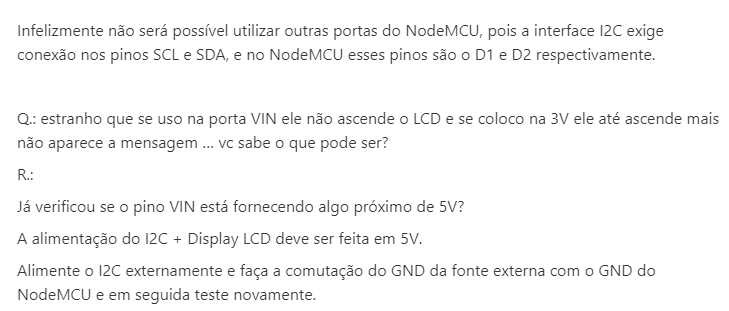 Infelizmente não será possível utilizar outras portas do NodeMCU, pois a interface I2C exige
conexão nos pinos SCL e SDA, e no NodeMCU esses pinos são o D1 e D2 respectivamente.
Q.: estranho que se uso na porta VIN ele não ascende o LCD e se coloco na 3V ele até ascende mais
não aparece a mensagem ... vc sabe o que pode ser?
R.:
Já verificou se o pino VIN está fornecendo algo próximo de 5V?
A alimentação do I2C + Display LCD deve ser feita em 5V.
Alimente o I2C externamente e faça a comutação do GND da fonte externa com o GND do
NodeMCU e em seguida teste novamente.